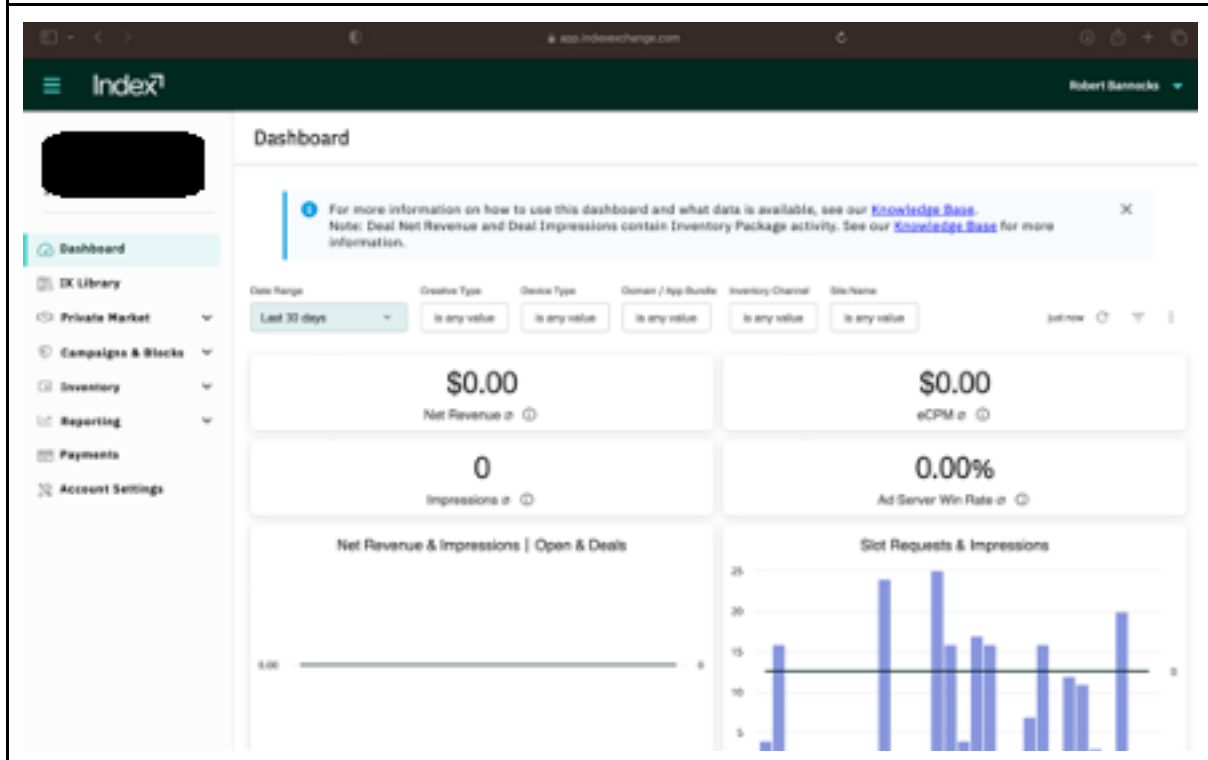 app.indexexchange.com
Index
Robert Bannocks
Dashboard
For more information on how to use this dashboard and what data is available, see our Knowledge Base.
Note: Deal Net Revenue and Deal Impressions contain Inventory Package activity. See our Knowledge Base for more
information.
Dashboard
IX Library
Private Market
Campaigns & Blocks
Inventory
Reporting
Payments
Account Settings
Date Range
Creative Type
Device Type
Domain / App Bundle
Inventory Channel
Site Name
Last 30 days
is any value
is any value
is any value
is any value
is any value
just now
$0.00
Net Revenue
$0.00
eCPM
0
Impressions
0.00%
Ad Server Win Rate
Net Revenue & Impressions | Open & Deals
0.00
0
Slot Requests & Impressions
25
20
15
10
5
0